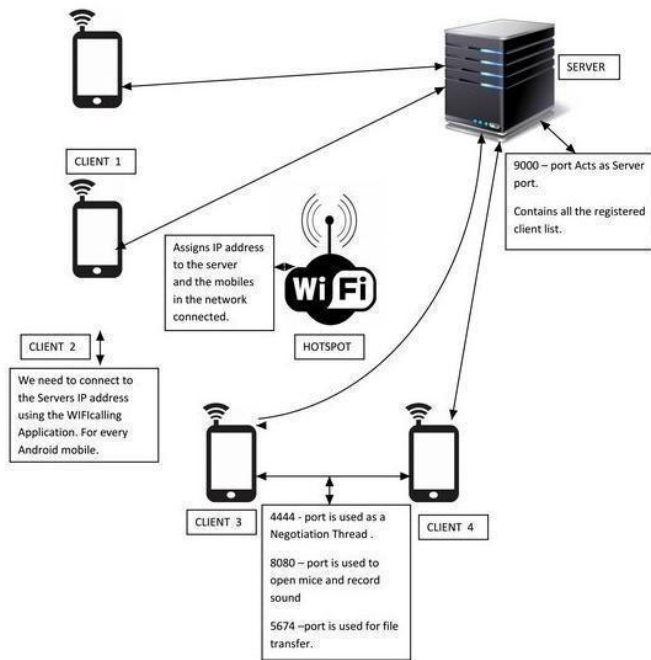 SERVER
CLIENT 1
9000 – port Acts as Server
port.
Contains all the registered
client list.
Assigns IP address
to the server
and the mobiles
in the network
connected.
Wi Fi
HOTSPOT
CLIENT 2
We need to connect to
the Servers IP address
using the WIFIcalling
Application. For every
Android mobile.
CLIENT 3
CLIENT 4
4444 - port is used as a
Negotiation Thread .
8080 – port is used to
open mice and record
sound
5674 –port is used for file
transfer.